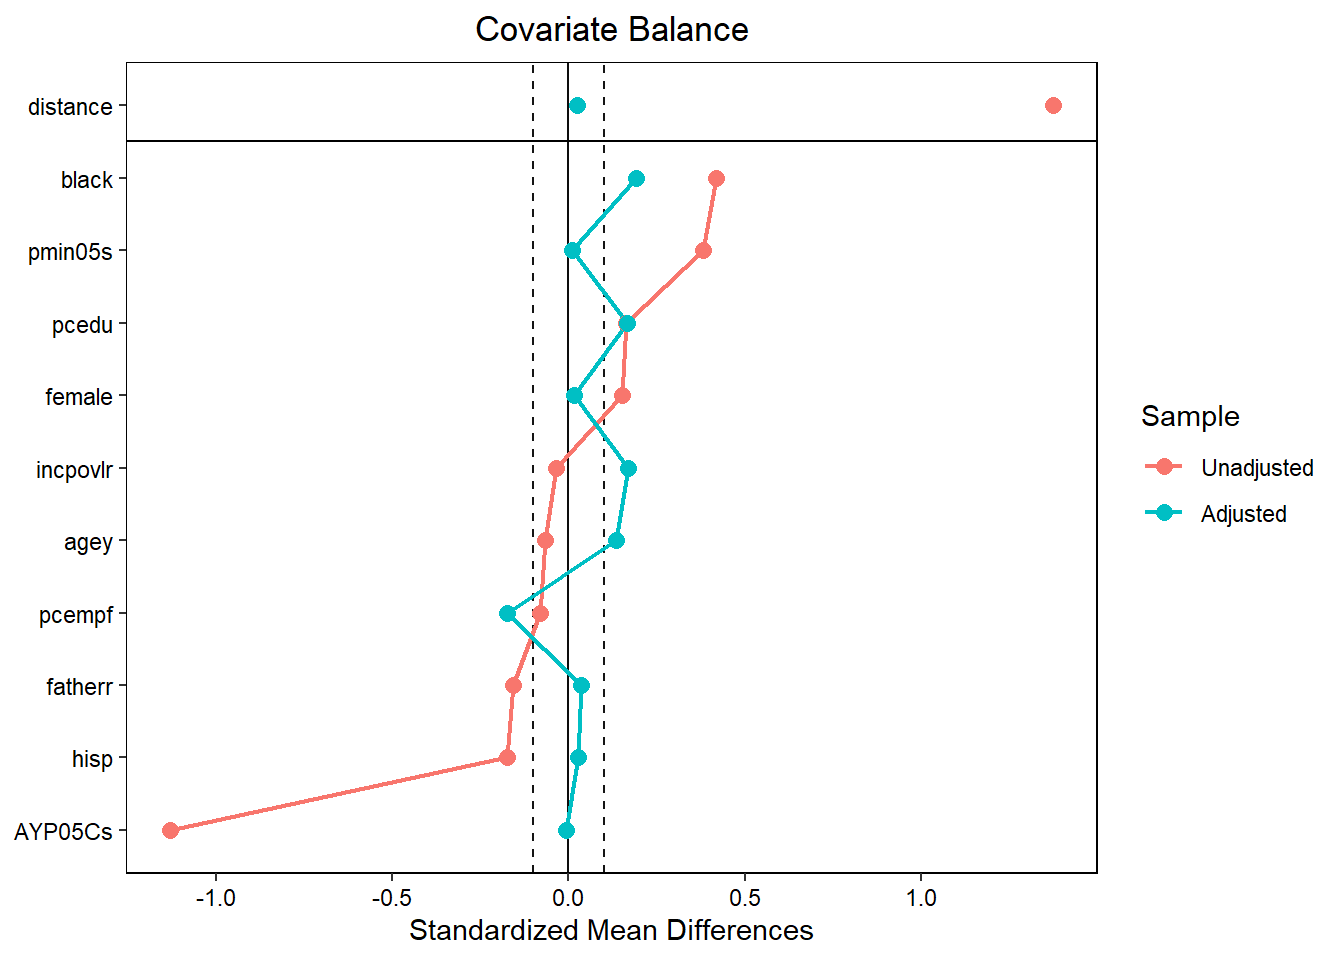 Covariate Balance
distance
black
pmin05s
pcedu
female
incpovlr
agey
pcempf
fatherr
hisp
AYP05Cs
-1.0 -0.5 0.0 0.5 1.0
Standardized Mean Differences
Sample
Unadjusted
Adjusted